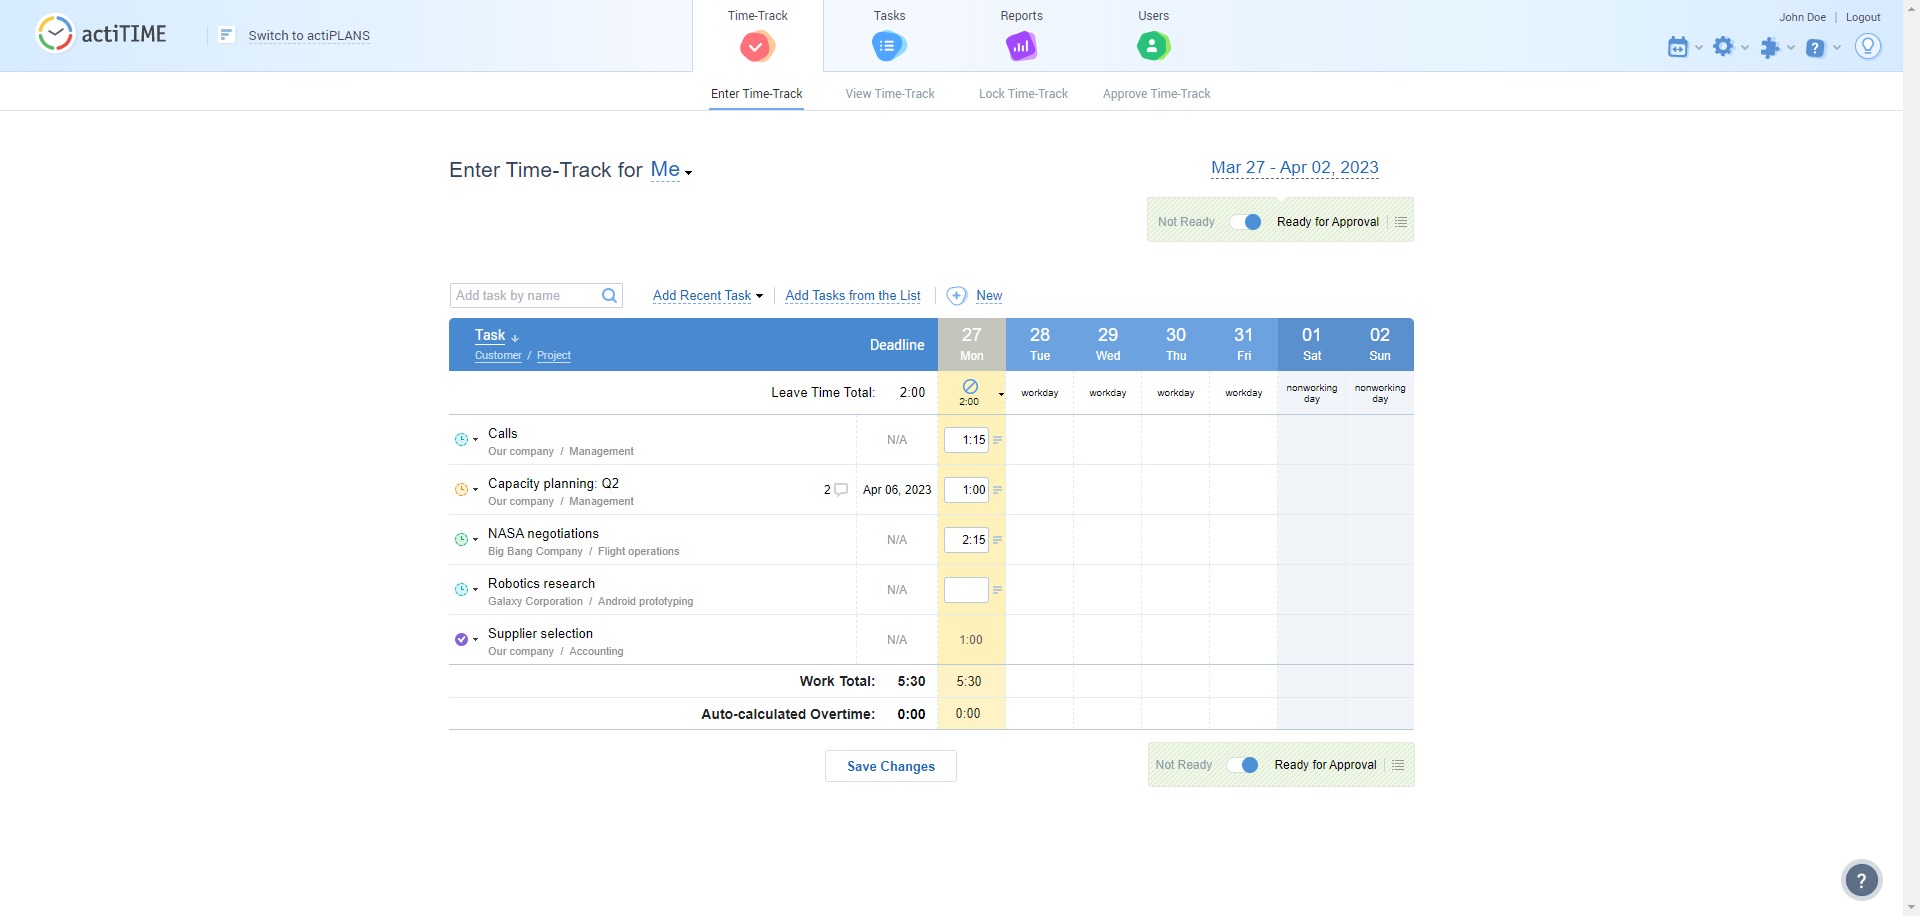 actiTIME
Switch to actiPLANS
Time-Track
Tasks
Reports
Users
John Doe | Logout
Enter Time-Track
View Time-Track
Lock Time-Track
Approve Time-Track
Enter Time-Track for Me
Mar 27 - Apr 02, 2023
Not Ready
Ready for Approval
Add task by name
Add Recent Task
Add Tasks from the List
New
Task
Customer / Project
Deadline
27
Mon
28
Tue
29
Wed
30
Thu
31
Fri
01
Sat
02
Sun
Leave Time Total: 2:00
2:00
workday
workday
workday
workday
nonworking
day
nonworking
day
Calls
Our company / Management
N/A
1:15
Capacity planning: Q2
Our company / Management
2
Apr 06, 2023
1:00
NASA negotiations
Big Bang Company / Flight operations
N/A
2:15
Robotics research
Galaxy Corporation / Android prototyping
N/A
Supplier selection
Our company / Accounting
N/A
1:00
Work Total: 5:30
5:30
Auto-calculated Overtime: 0:00
0:00
Save Changes
Not Ready
Ready for Approval
?